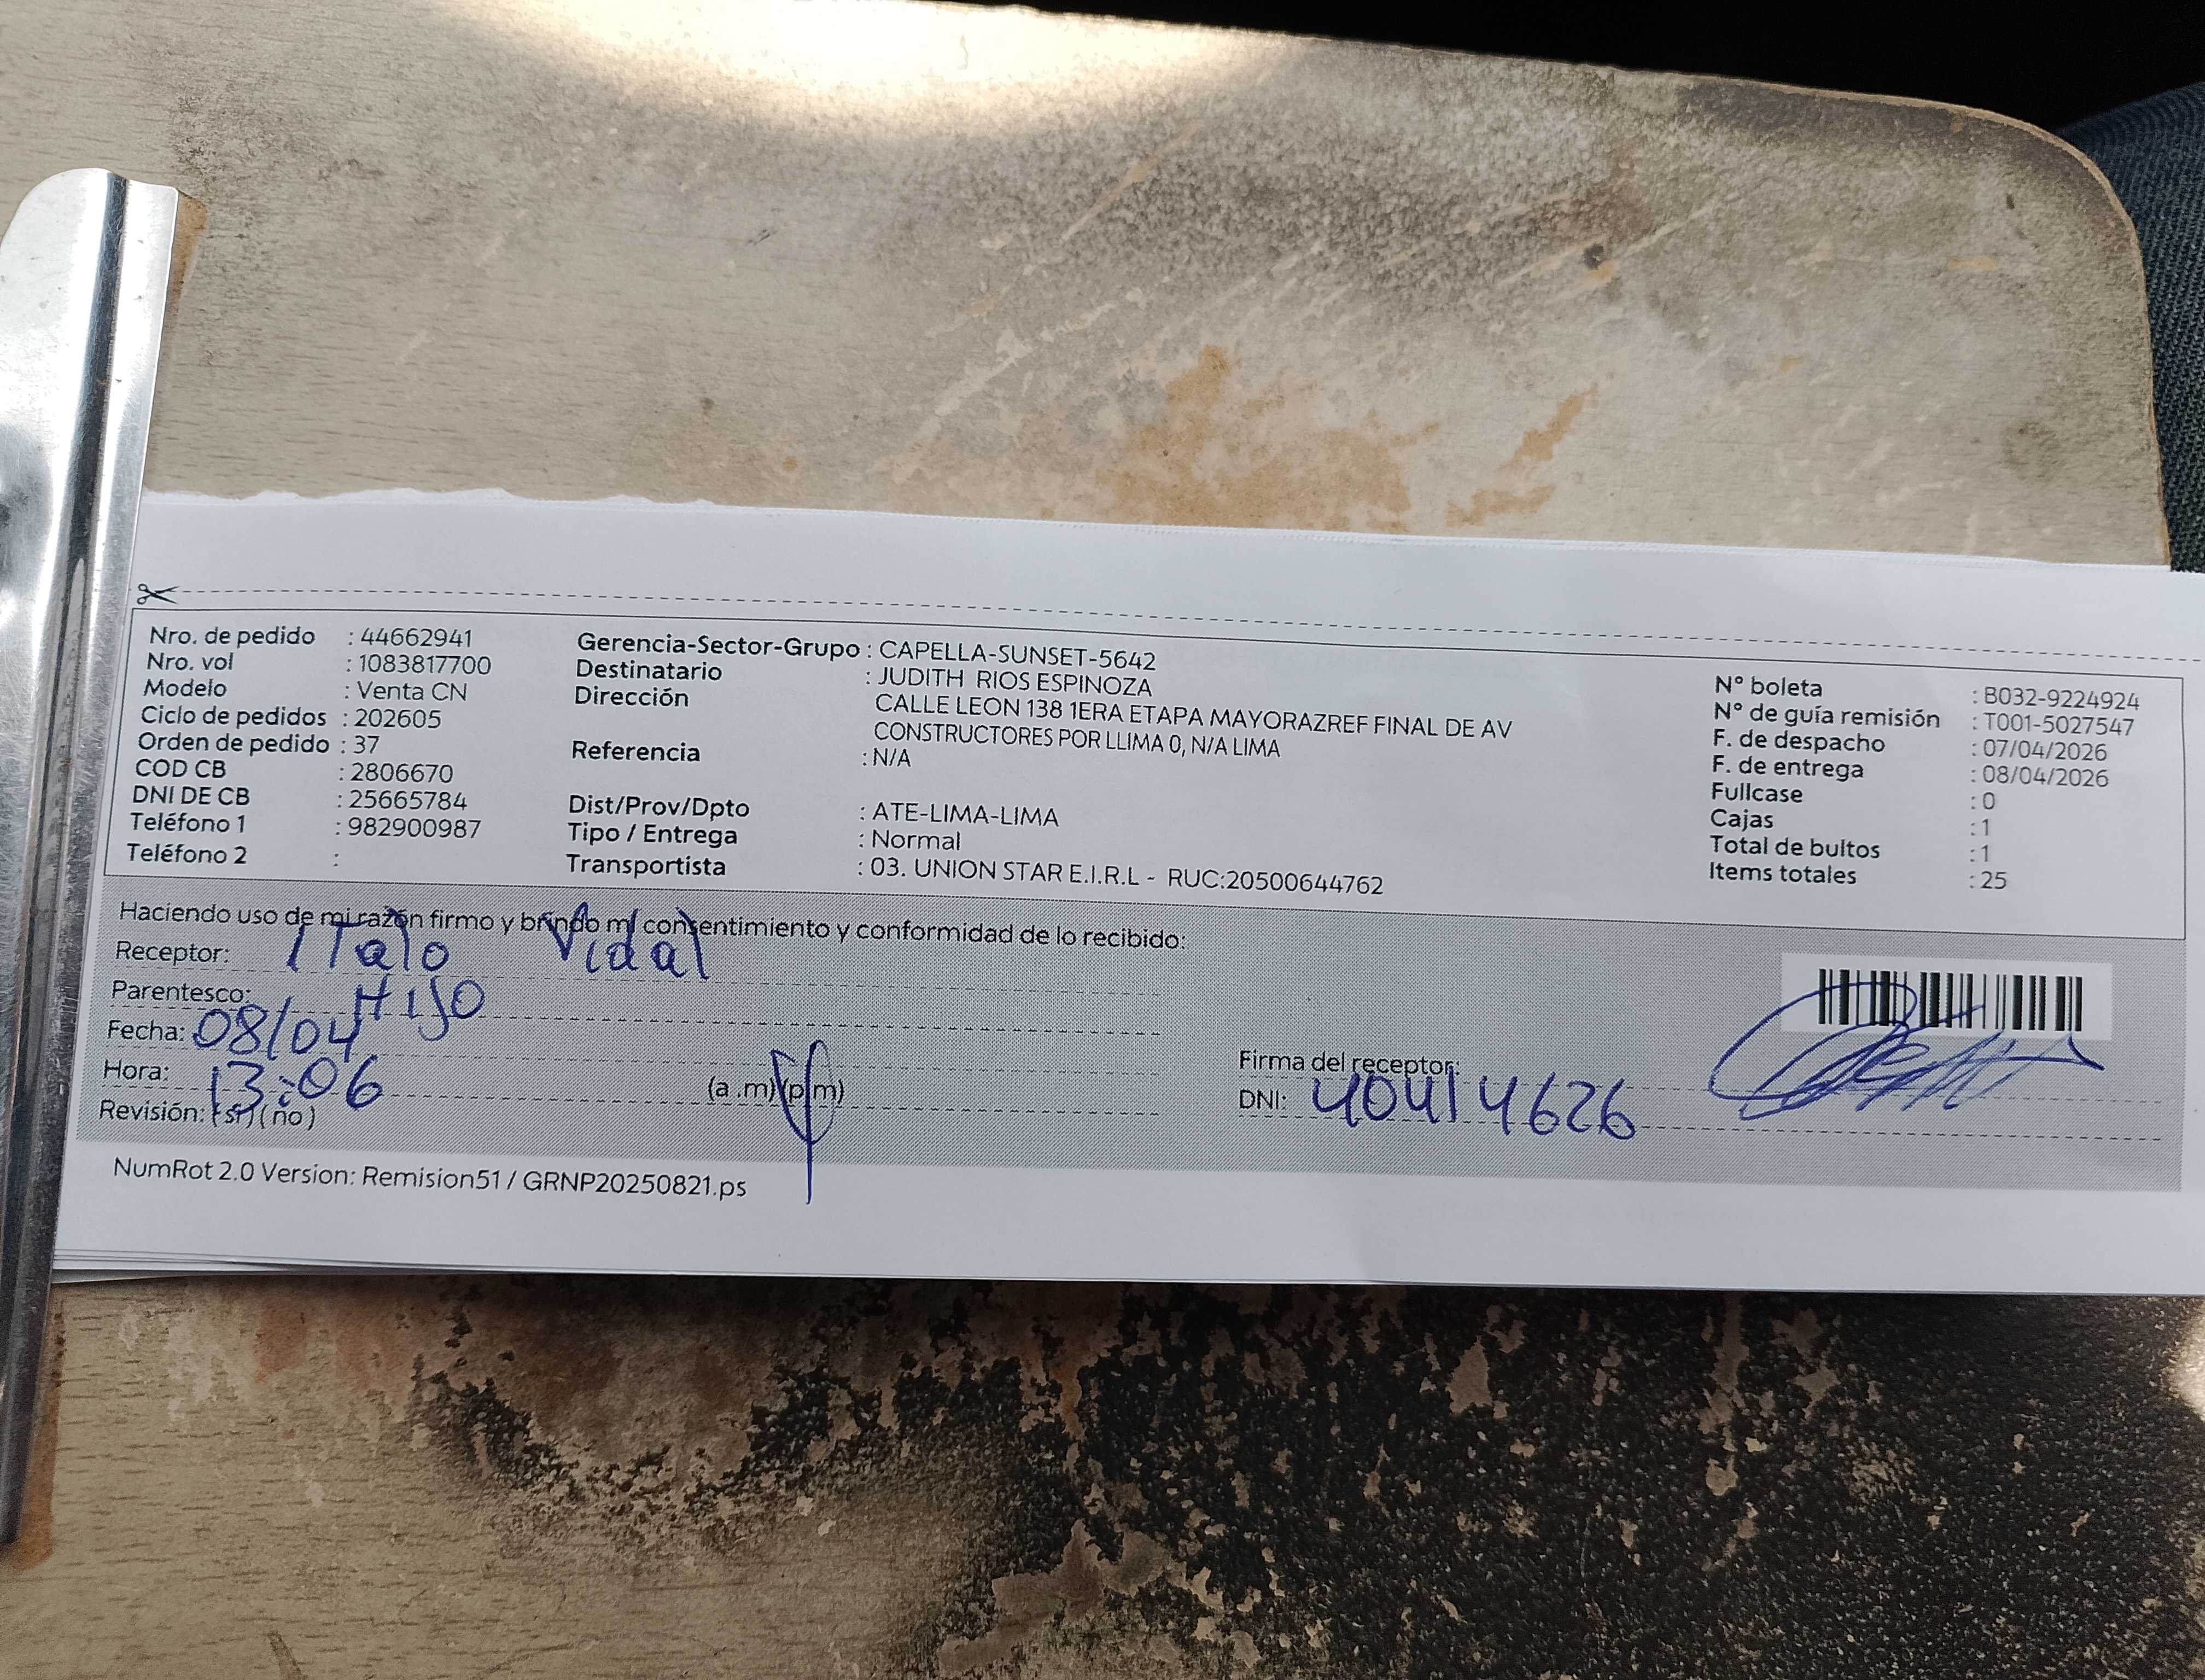 Nro. de pedido : 44662941
Nro. vol : 1083817700
Modelo : Venta CN
Ciclo de pedidos : 202605
Orden de pedido : 37
COD CB : 2806670
DNI DE CB : 25665784
Teléfono 1 : 982900987
Teléfono 2 :
Gerencia-Sector-Grupo : CAPELLA-SUNSET-5642
Destinatario : JUDITH RIOS ESPINOZA
Dirección CALLE LEON 138 1ERA ETAPA MAYORAZREF FINAL DE AV
CONSTRUCTORES POR LLIMA 0, N/A LIMA
Referencia : N/A
Dist/Prov/Dpto : ATE-LIMA-LIMA
Tipo / Entrega : Normal
Transportista : 03. UNION STAR E.I.R.L - RUC:20500644762
N° boleta : B032-9224924
N° de guía remisión : T001-5027547
F. de despacho : 07/04/2026
F. de entrega : 08/04/2026
Fullcase : 0
Cajas : 1
Total de bultos : 1
Items totales : 25
Haciendo uso de mi razón firmo y brindo mi consentimiento y conformidad de lo recibido:
Receptor: ITalo Vidal
Parentesco: HIJO
Fecha: 08/04
Hora: 13:06 (a .m) (p.m)
Revisión: ( sí ) ( no )
Firma del receptor:
DNI: 40414626
NumRot 2.0 Version: Remision51 / GRNP20250821.ps